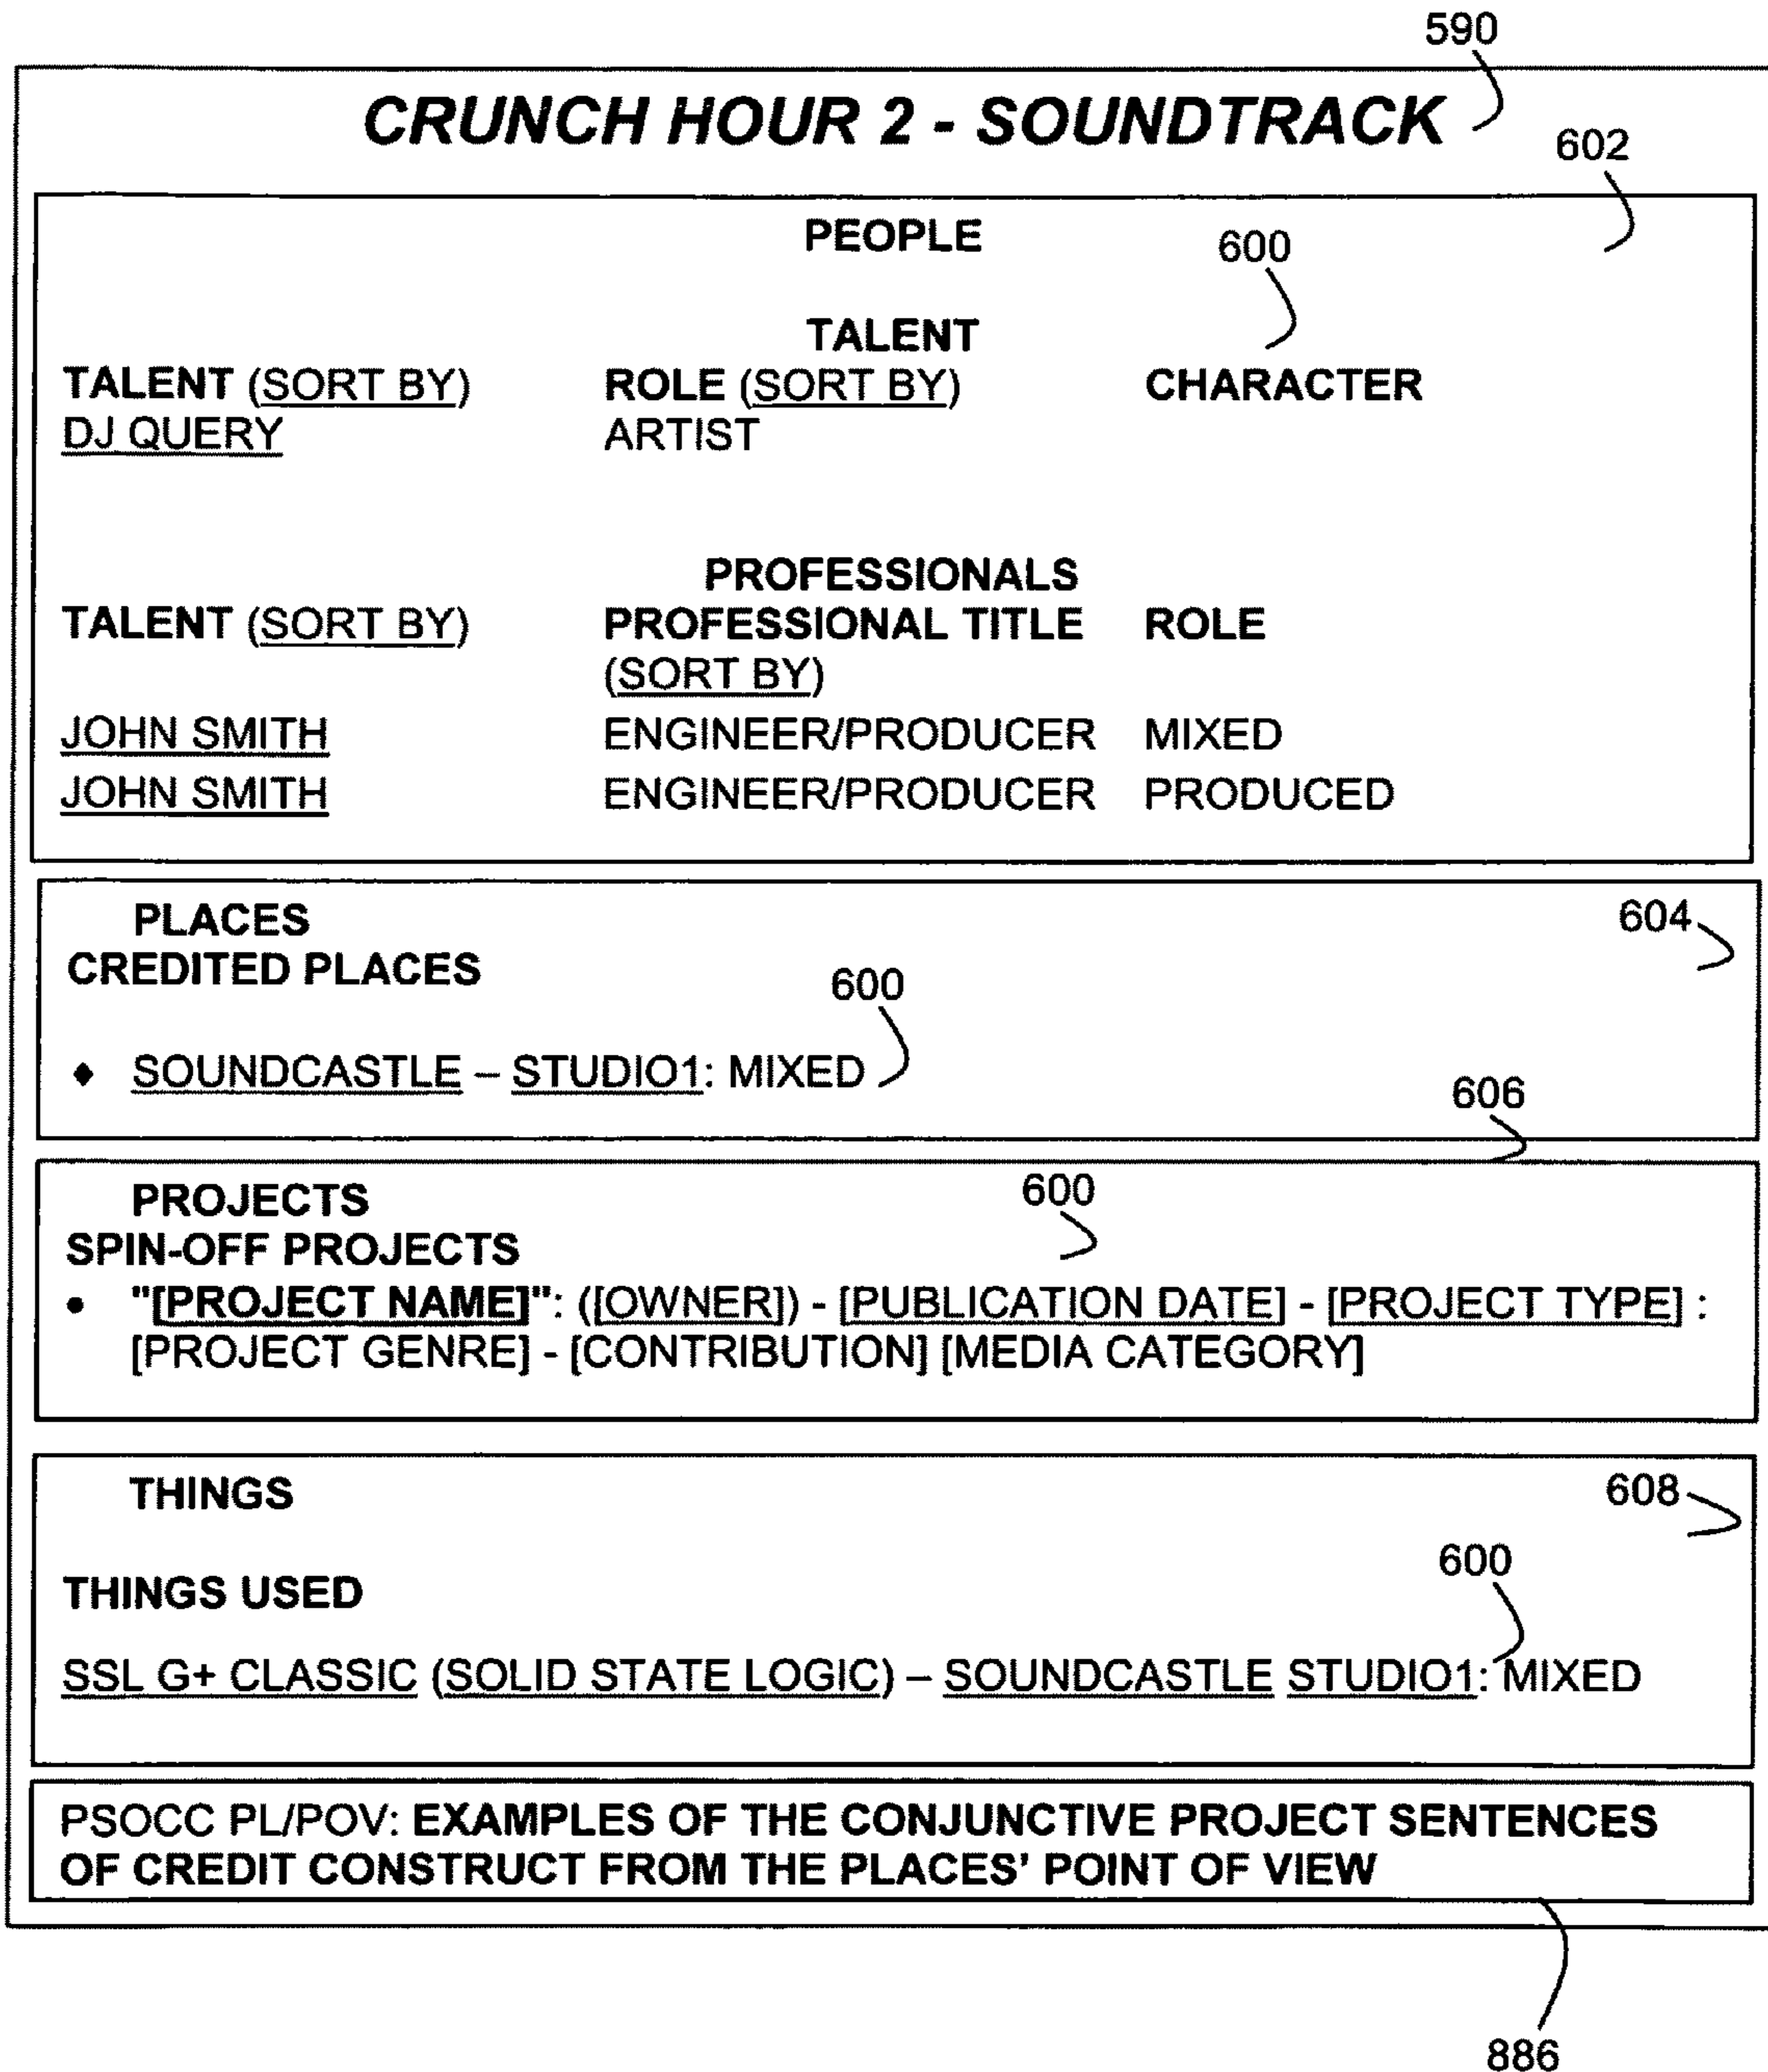 590
CRUNCH HOUR 2 - SOUNDTRACK
602
PEOPLE
600
TALENT
TALENT (SORT BY) ROLE (SORT BY) CHARACTER
DJ QUERY ARTIST
PROFESSIONALS
TALENT (SORT BY) PROFESSIONAL TITLE ROLE
(SORT BY)
JOHN SMITH ENGINEER/PRODUCER MIXED
JOHN SMITH ENGINEER/PRODUCER PRODUCED
PLACES 604
CREDITED PLACES
600
♦ SOUNDCASTLE – STUDIO1: MIXED
606
PROJECTS 600
SPIN-OFF PROJECTS
• "[PROJECT NAME]": ([OWNER]) - [PUBLICATION DATE] - [PROJECT TYPE] :
[PROJECT GENRE] - [CONTRIBUTION] [MEDIA CATEGORY]
THINGS 608
600
THINGS USED
SSL G+ CLASSIC (SOLID STATE LOGIC) – SOUNDCASTLE STUDIO1: MIXED
PSOCC PL/POV: EXAMPLES OF THE CONJUNCTIVE PROJECT SENTENCES
OF CREDIT CONSTRUCT FROM THE PLACES’ POINT OF VIEW
886